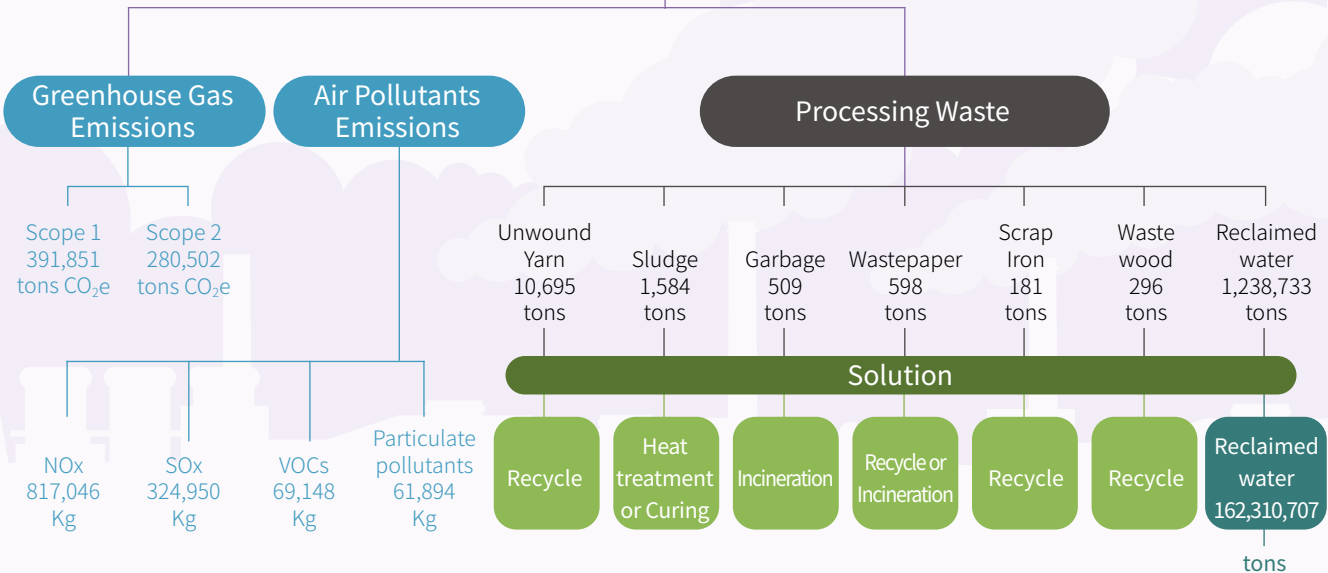 Greenhouse Gas
Emissions
Air Pollutants
Emissions
Processing Waste
Scope 1
391,851
tons CO₂e
Scope 2
280,502
tons CO₂e
NOx
817,046
Kg
SOx
324,950
Kg
VOCs
69,148
Kg
Particulate
pollutants
61,894
Kg
Unwound
Yarn
10,695
tons
Sludge
1,584
tons
Garbage
509
tons
Wastepaper
598
tons
Scrap
Iron
181
tons
Waste
wood
296
tons
Reclaimed
water
1,238,733
tons
Solution
Recycle
Heat
treatment
or Curing
Incineration
Recycle or
Incineration
Recycle
Recycle
Reclaimed
water
162,310,707
tons